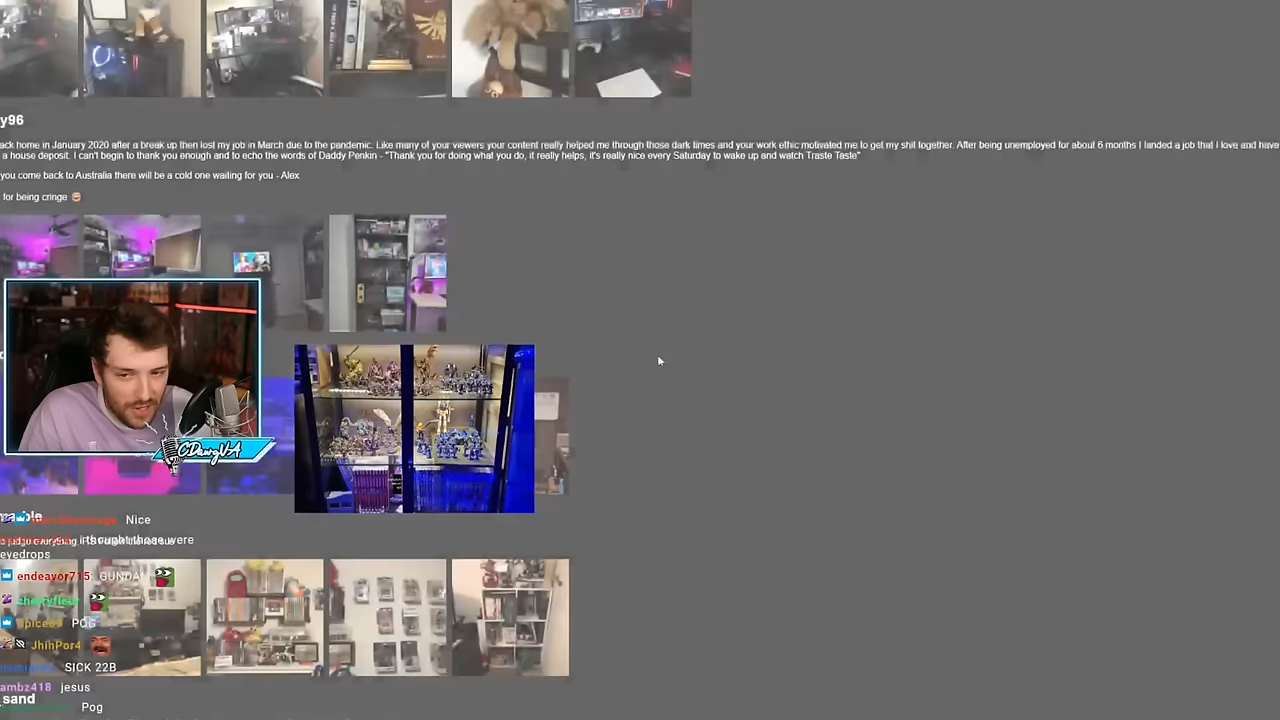 y96
ack home in January 2020 after a break up then lost my job in March due to the pandemic. Like many of your viewers your content really helped me through those dark times and your work ethic motivated me to get my shit together. After being unemployed for about 6 months I landed a job that I love and have
a house deposit. I can't begin to thank you enough and to echo the words of Daddy Penkin - "Thank you for doing what you do, it really helps, it's really nice every Saturday to wake up and watch Traste Taste"
you come back to Australia there will be a cold one waiting for you - Alex
for being cringe
CDawgVA
Nice
i thought those were
eyedrops
endeavor715 GUNDAM
cherryfleur
POG
JhinPor4
SICK 22B
ambz418 jesus
sand
Pog